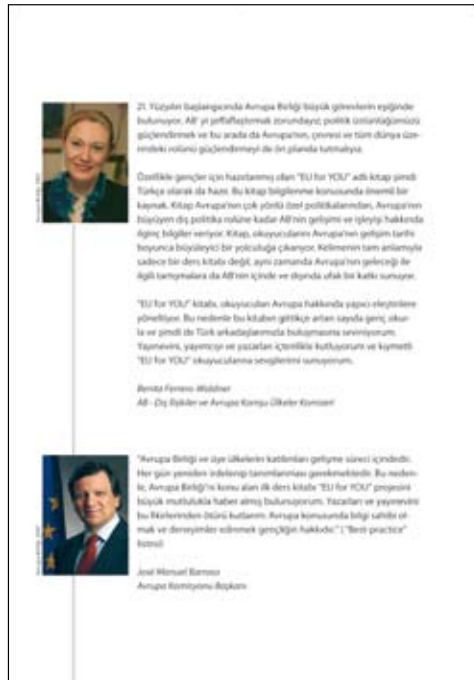 21. Yüzyılın başlangıcında Avrupa Birliği büyük görevlerin eşiğinde
bulunuyor. AB' yi şeffaflaştırmak zorundayız; politik üstünlüğümüzü
güçlendirmek ve bu arada da Avrupa'nın, çevresi ve tüm dünya üze-
rindeki rolünü güçlendirmeyi de ön planda tutmalıyız.
Özellikle gençler için hazırlanmış olan "EU for YOU" adlı kitap şimdi
Türkçe olarak da hazır. Bu kitap bilgilenme konusunda önemli bir
kaynak. Kitap Avrupa'nın çok yönlü özel politikalarından, Avrupa'nın
büyüyen dış politika rolüne kadar AB'nin gelişimi ve işleyişi hakkında
ilginç bilgiler veriyor. Kitap, okuyucularını Avrupa'nın gelişim tarihi
boyunca büyüleyici bir yolculuğa çıkarıyor. Kelimenin tam anlamıyla
sadece bir ders kitabı değil, aynı zamanda Avrupa'nın geleceği ile
ilgili tartışmalara da AB'nin içinde ve dışında ufak bir katkı sunuyor.
"EU for YOU" kitabı, okuyucuları Avrupa hakkında yapıcı eleştirilere
yöneltiyor. Bu nedenle bu kitabın gittikçe artan sayıda genç okur-
la ve şimdi de Türk arkadaşlarımızla buluşmasına seviniyorum.
Yayınevini, yayımcıyı ve yazarları içtenlikle kutluyorum ve kıymetli
"EU for YOU" okuyucularına sevgilerimi sunuyorum.
Benita Ferrero-Waldner
AB - Dış İlişkiler ve Avrupa Komşu Ülkeler Komiseri
"Avrupa Birliği ve üye ülkelerin katılımları gelişme süreci içindedir.
Her gün yeniden irdelenip tanımlanması gerekmektedir. Bu neden-
le, Avrupa Birliği'ni konu alan ilk ders kitabı "EU for YOU" projesini
büyük mutlulukla haber almış bulunuyorum. Yazarları ve yayınevini
bu fikirlerinden ötürü kutlarım. Avrupa konusunda bilgi sahibi ol-
mak ve deneyimler edinmek gençliğin hakkıdır." ( "Best-practice"
listesi)
José Manuel Barroso
Avrupa Komisyonu Başkanı